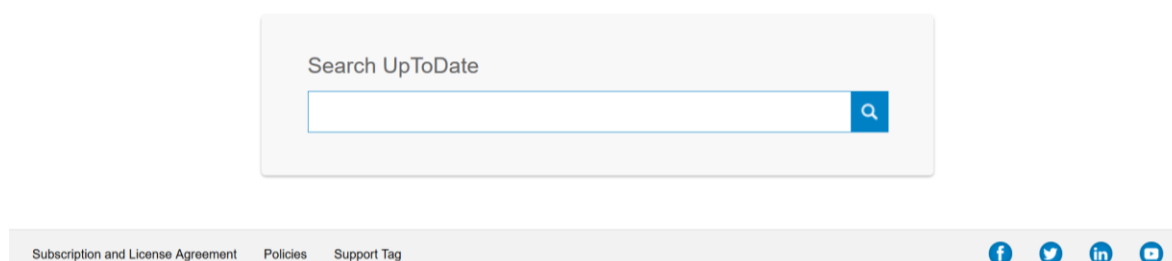 Search UpToDate
Subscription and License Agreement Policies Support Tag